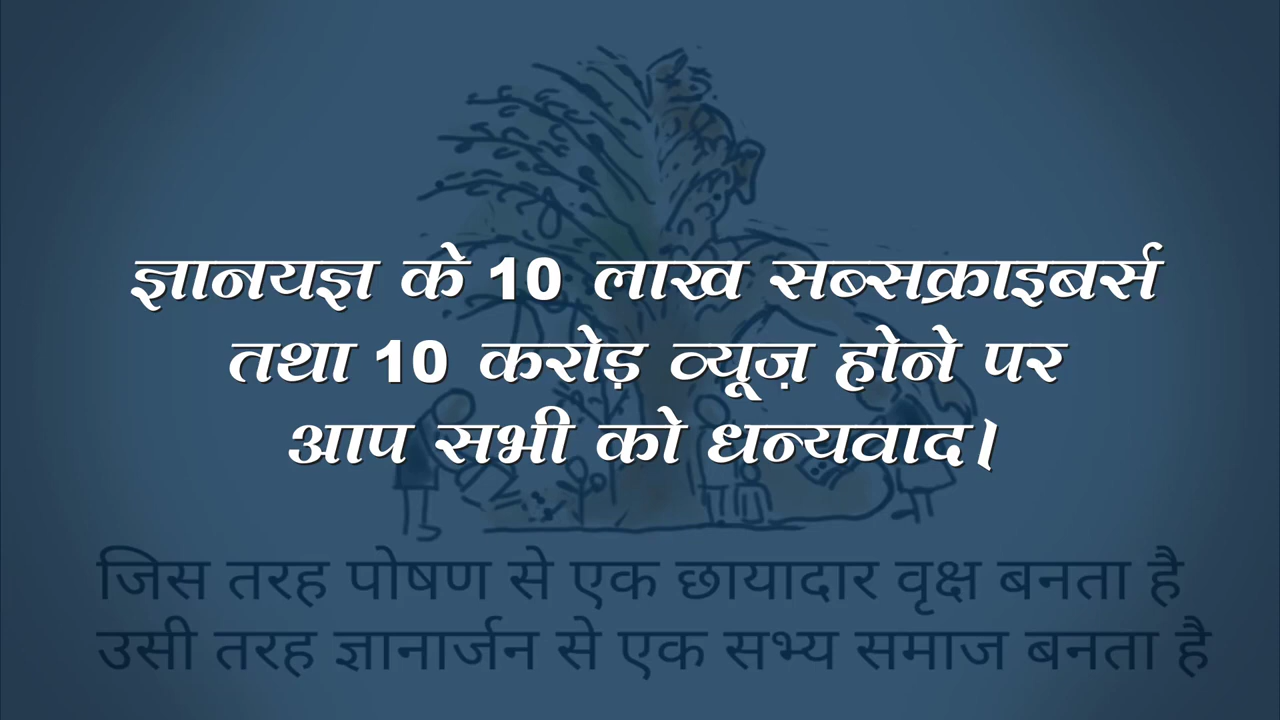 ज्ञानयज्ञ के 10 लाख सब्सक्राइबर्स
तथा 10 करोड़ व्यूज़ होने पर
आप सभी को धन्यवाद।
जिस तरह पोषण से एक छायादार वृक्ष बनता है
उसी तरह ज्ञानार्जन से एक सभ्य समाज बनता है